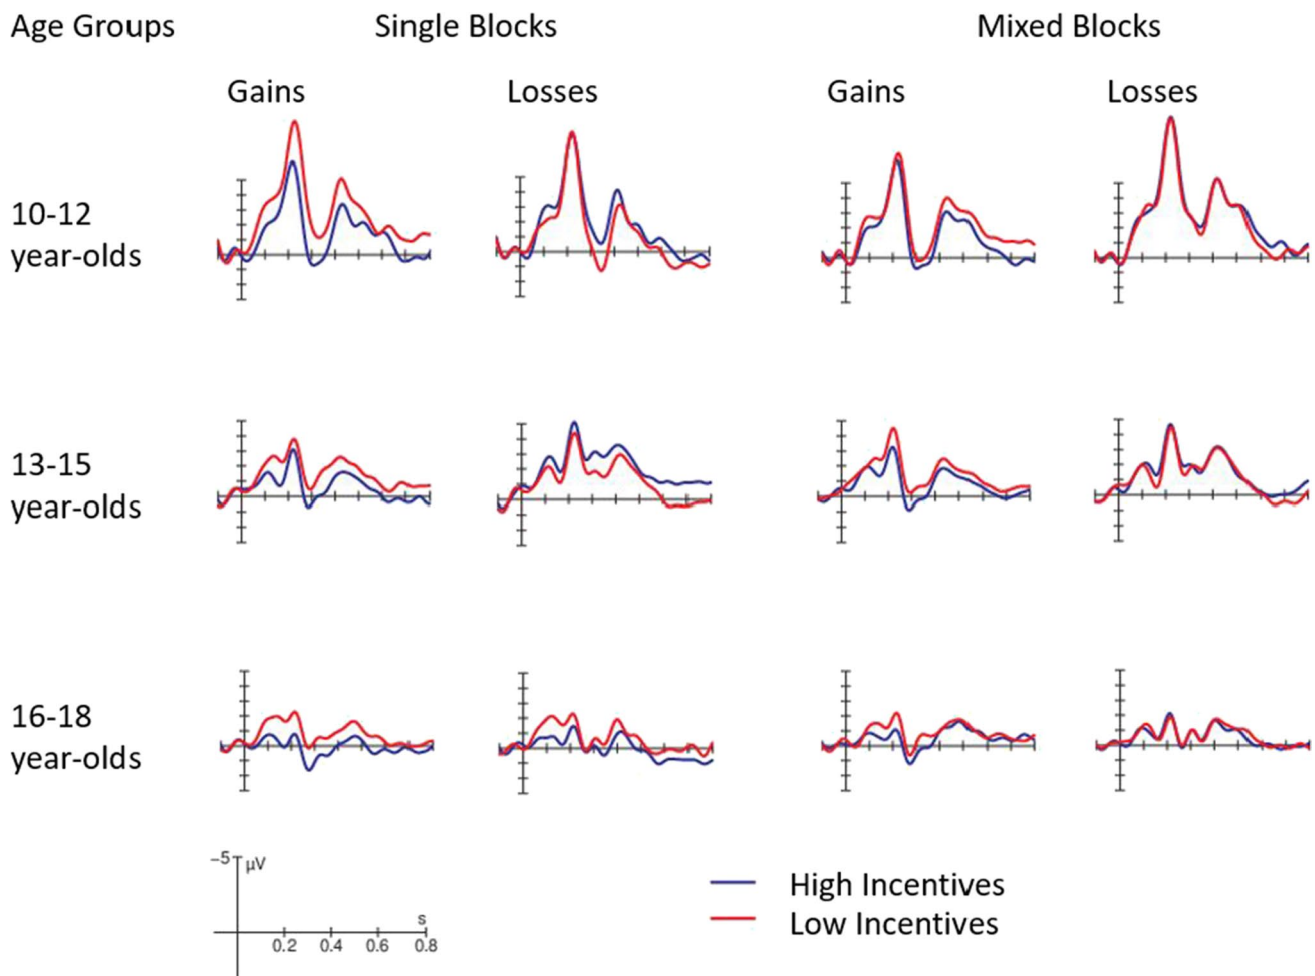 Age Groups
Single Blocks
Mixed Blocks
Gains
Losses
Gains
Losses
10-12
year-olds
13-15
year-olds
16-18
year-olds
−5
μV
s
0.2 0.4 0.6 0.8
High Incentives
Low Incentives